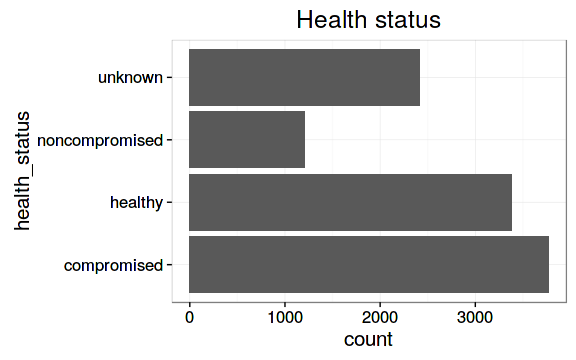 Health status
health_status
unknown
noncompromised
healthy
compromised
0 1000 2000 3000
count